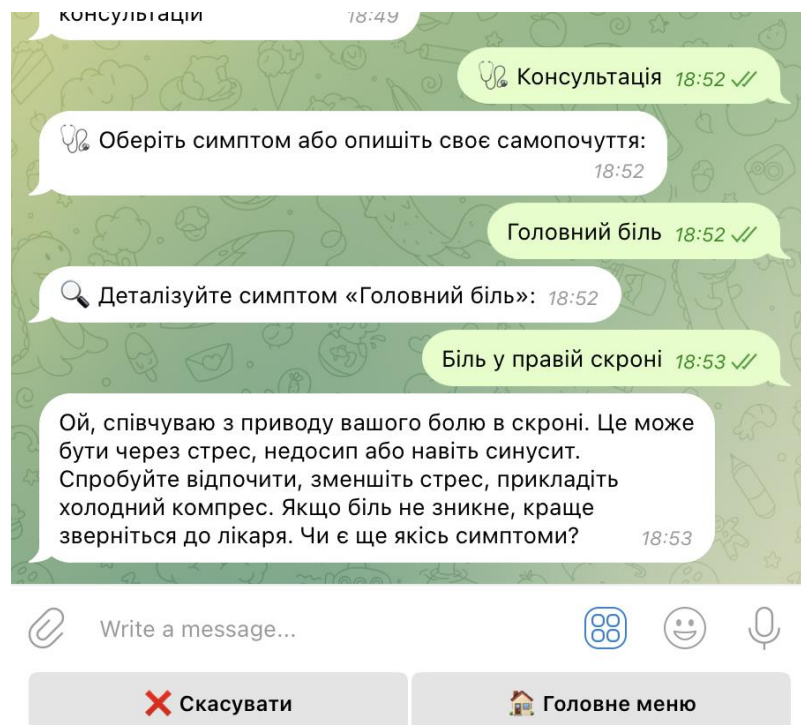 консультацій 18:49
Консультація 18:52
Оберіть симптом або опишіть своє самопочуття:
18:52
Головний біль 18:52
Деталізуйте симптом «Головний біль»: 18:52
Біль у правій скроні 18:53
Ой, співчуваю з приводу вашого болю в скроні. Це може
бути через стрес, недосип або навіть синусит.
Спробуйте відпочити, зменшіть стрес, прикладіть
холодний компрес. Якщо біль не зникне, краще
зверніться до лікаря. Чи є ще якісь симптоми? 18:53
Write a message...
Скасувати Головне меню